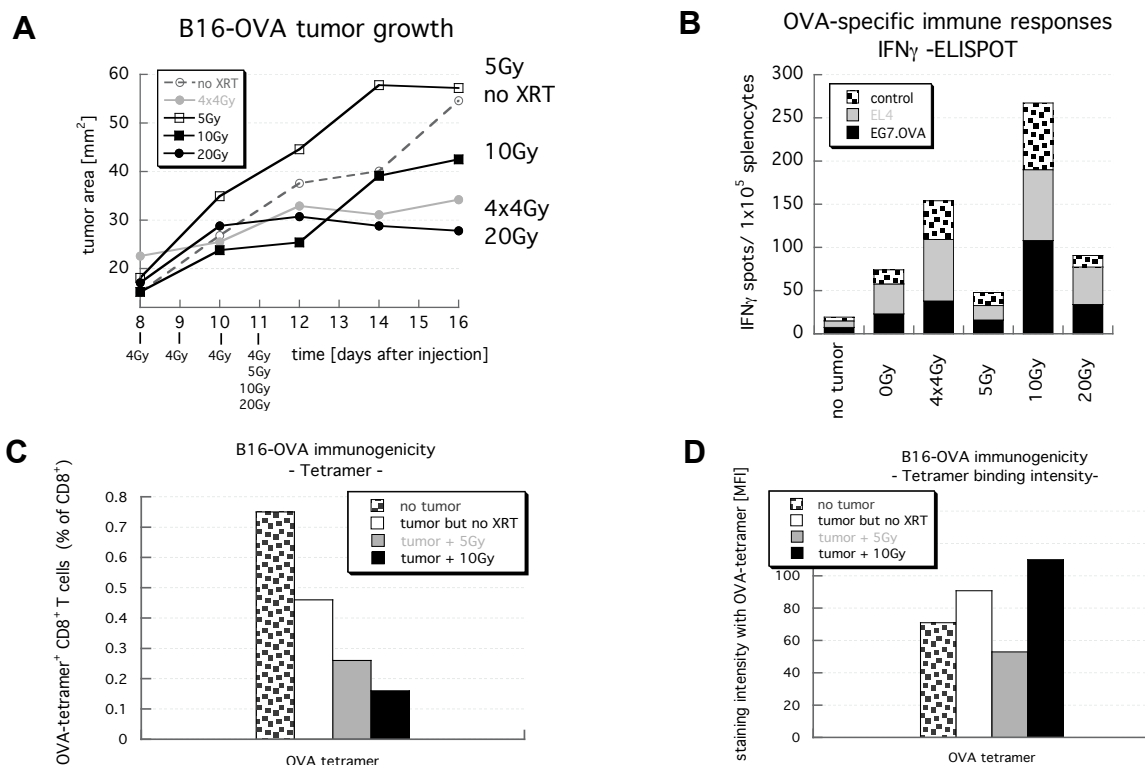 A
B16-OVA tumor growth
no XRT
4x4Gy
5Gy
10Gy
20Gy
tumor area [mm²]
60
50
40
30
20
8
9
10
11
12
13
14
15
16
4Gy
4Gy
4Gy
4Gy
5Gy
10Gy
20Gy
time [days after injection]
5Gy
no XRT
10Gy
4x4Gy
20Gy
B
OVA-specific immune responses
IFNγ -ELISPOT
control
EL4
EG7.OVA
IFNγ spots/ 1x10⁵ splenocytes
300
250
200
150
100
50
0
no tumor
0Gy
4x4Gy
5Gy
10Gy
20Gy
C
B16-OVA immunogenicity
- Tetramer -
no tumor
tumor but no XRT
tumor + 5Gy
tumor + 10Gy
OVA-tetramer⁺ CD8⁺ T cells (% of CD8⁺)
0.8
0.7
0.6
0.5
0.4
0.3
0.2
0.1
0
OVA tetramer
D
B16-OVA immunogenicity
- Tetramer binding intensity-
no tumor
tumor but no XRT
tumor + 5Gy
tumor + 10Gy
staining intensity with OVA-tetramer [MFI]
100
80
60
40
20
0
OVA tetramer